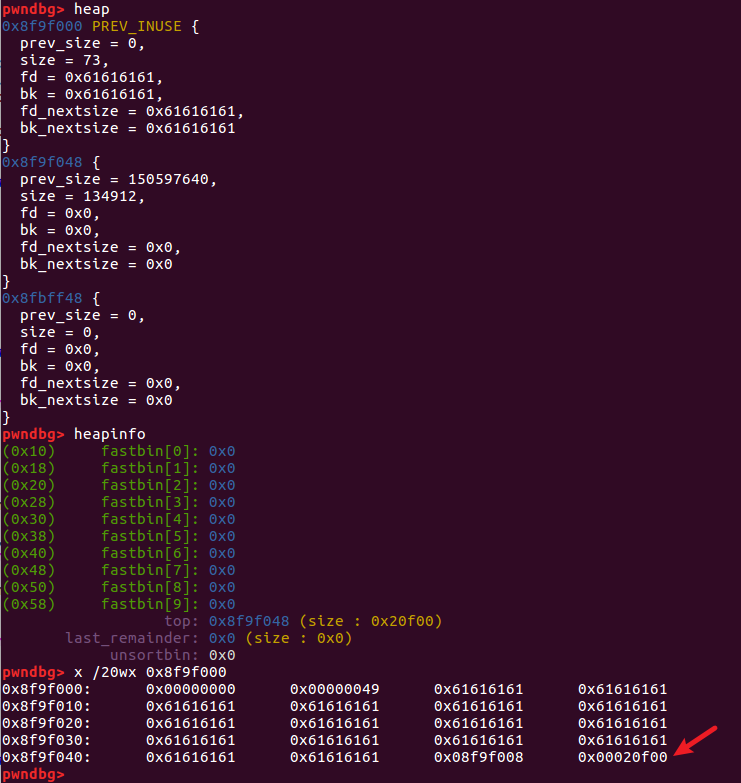 pwndbg> heap
0x8f9f000 PREV_INUSE {
  prev_size = 0,
  size = 73,
  fd = 0x61616161,
  bk = 0x61616161,
  fd_nextsize = 0x61616161,
  bk_nextsize = 0x61616161
}
0x8f9f048 {
  prev_size = 150597640,
  size = 134912,
  fd = 0x0,
  bk = 0x0,
  fd_nextsize = 0x0,
  bk_nextsize = 0x0
}
0x8fbff48 {
  prev_size = 0,
  size = 0,
  fd = 0x0,
  bk = 0x0,
  fd_nextsize = 0x0,
  bk_nextsize = 0x0
}
pwndbg> heapinfo
(0x10)     fastbin[0]: 0x0
(0x18)     fastbin[1]: 0x0
(0x20)     fastbin[2]: 0x0
(0x28)     fastbin[3]: 0x0
(0x30)     fastbin[4]: 0x0
(0x38)     fastbin[5]: 0x0
(0x40)     fastbin[6]: 0x0
(0x48)     fastbin[7]: 0x0
(0x50)     fastbin[8]: 0x0
(0x58)     fastbin[9]: 0x0
                  top: 0x8f9f048 (size : 0x20f00)
       last_remainder: 0x0 (size : 0x0)
            unsortbin: 0x0
pwndbg> x /20wx 0x8f9f000
0x8f9f000:      0x00000000      0x00000049      0x61616161      0x61616161
0x8f9f010:      0x61616161      0x61616161      0x61616161      0x61616161
0x8f9f020:      0x61616161      0x61616161      0x61616161      0x61616161
0x8f9f030:      0x61616161      0x61616161      0x61616161      0x61616161
0x8f9f040:      0x61616161      0x61616161      0x08f9f008      0x00020f00
pwndbg>